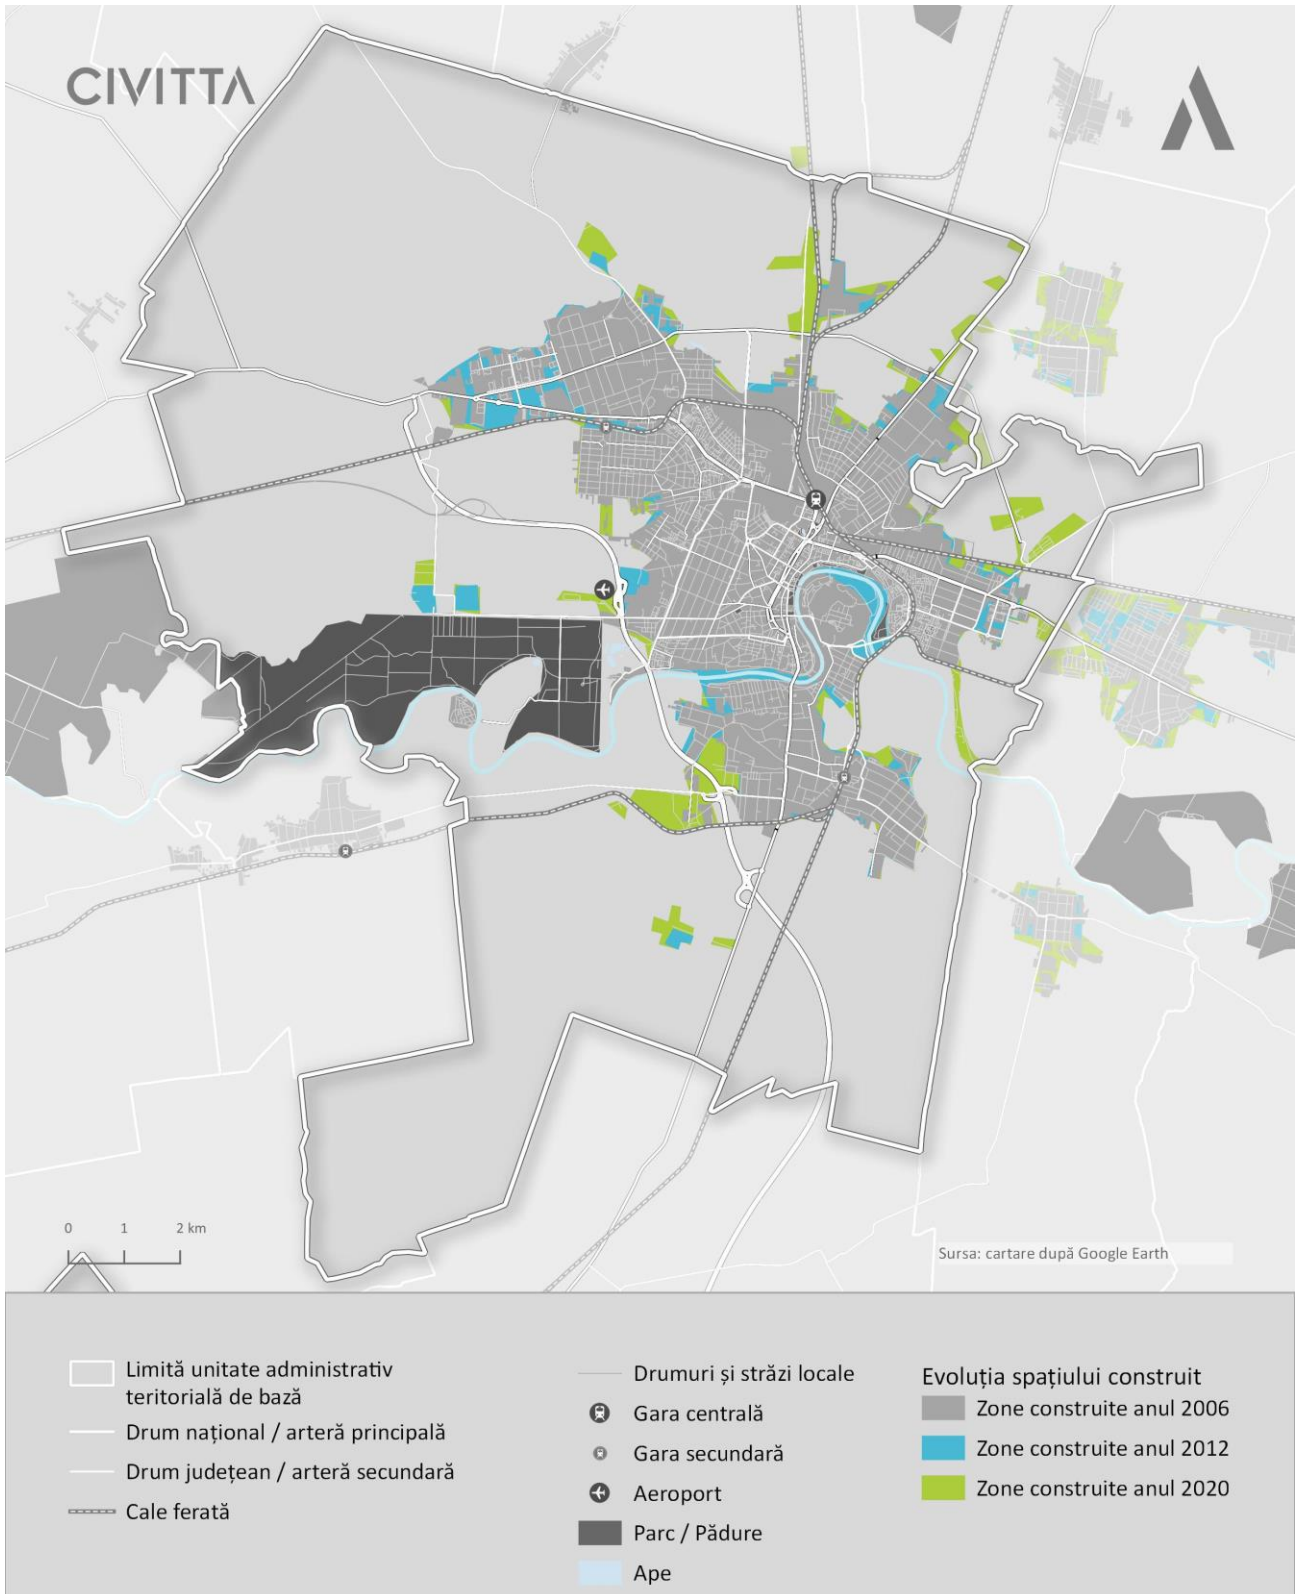 CIVITTA
0 1 2 km
Sursa: cartare după Google Earth
Limită unitate administrativ
teritorială de bază
Drum național / arteră principală
Drum județean / arteră secundară
Cale ferată
Drumuri și străzi locale
Gara centrală
Gara secundară
Aeroport
Parc / Pădure
Ape
Evoluția spațiului construit
Zone construite anul 2006
Zone construite anul 2012
Zone construite anul 2020